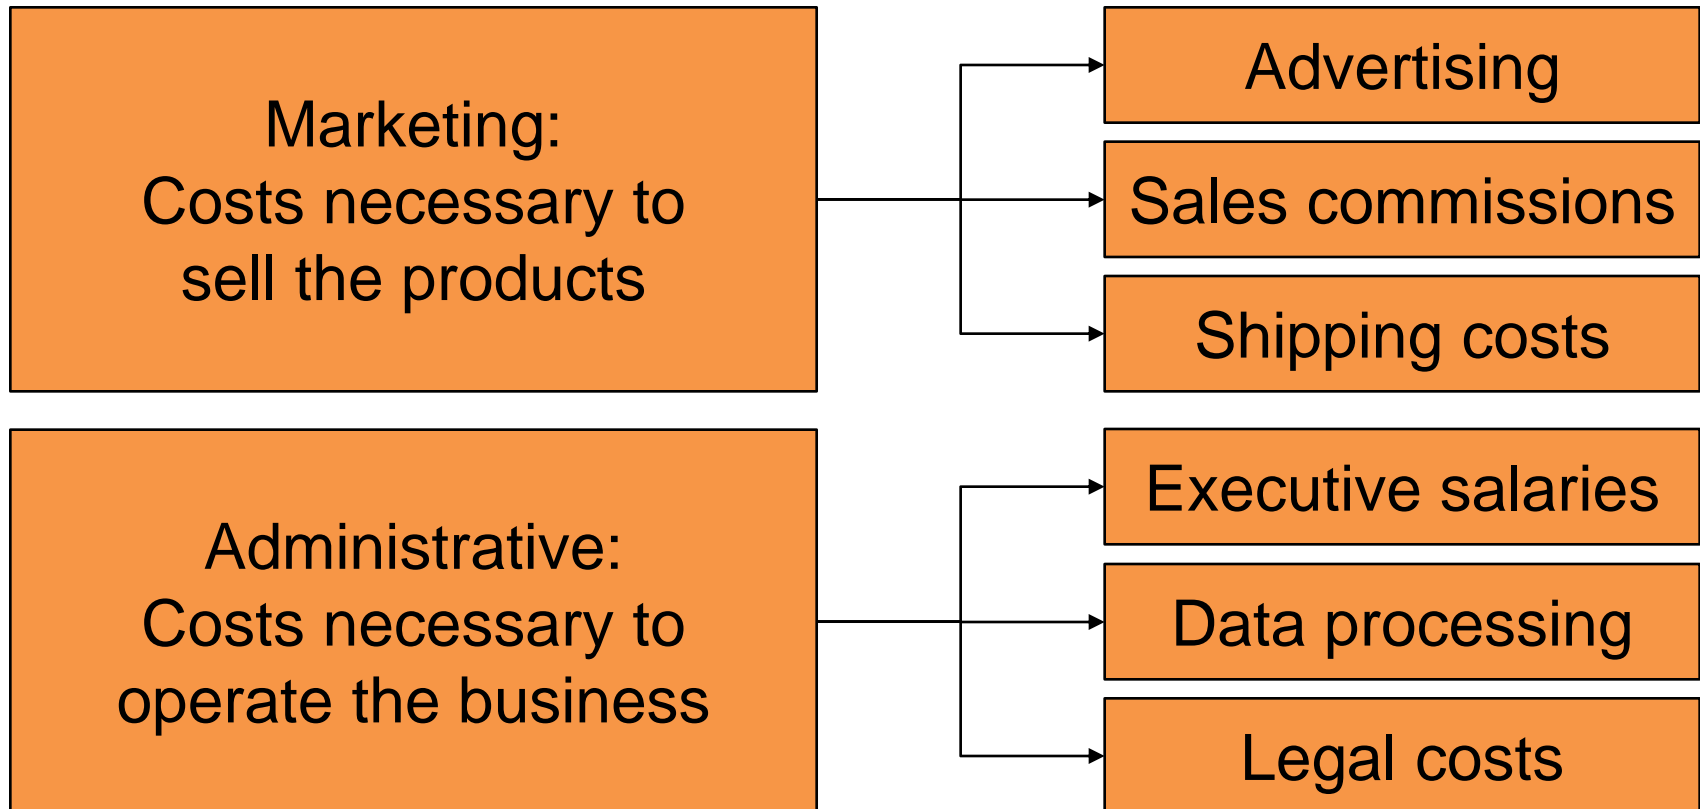 Marketing:
Costs necessary to
sell the products
Advertising
Sales commissions
Shipping costs
Administrative:
Costs necessary to
operate the business
Executive salaries
Data processing
Legal costs